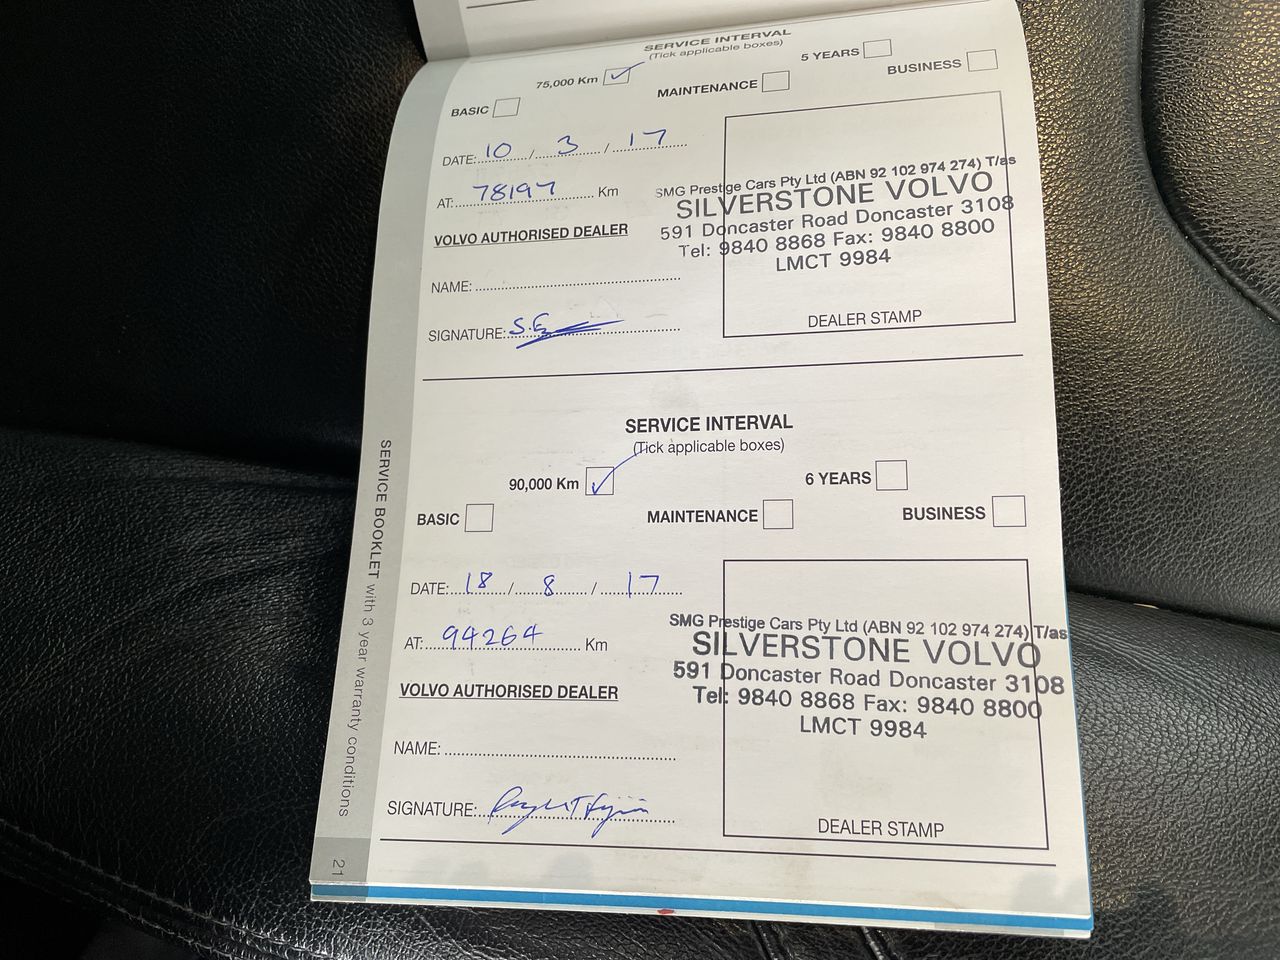 SERVICE INTERVAL
(Tick applicable boxes)
75,000 Km ✓ 5 YEARS
BASIC MAINTENANCE BUSINESS
DATE: 10 / 3 / 17
AT: 78197 Km
VOLVO AUTHORISED DEALER
NAME:
SIGNATURE: S.E
SMG Prestige Cars Pty Ltd (ABN 92 102 974 274) T/as
SILVERSTONE VOLVO
591 Doncaster Road Doncaster 3108
Tel: 9840 8868 Fax: 9840 8800
LMCT 9984
DEALER STAMP
SERVICE INTERVAL
(Tick applicable boxes)
90,000 Km ✓ 6 YEARS
BASIC MAINTENANCE BUSINESS
DATE: 18 / 8 / 17
AT: 94264 Km
VOLVO AUTHORISED DEALER
NAME:
SIGNATURE:
SMG Prestige Cars Pty Ltd (ABN 92 102 974 274) T/as
SILVERSTONE VOLVO
591 Doncaster Road Doncaster 3108
Tel: 9840 8868 Fax: 9840 8800
LMCT 9984
DEALER STAMP
SERVICE BOOKLET with 3 year warranty conditions
21